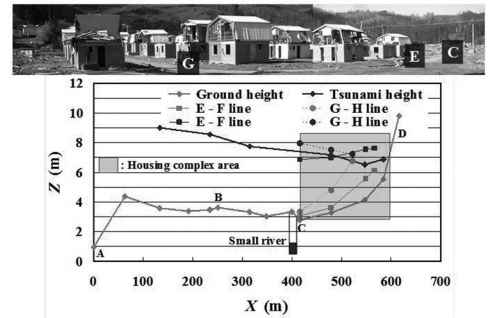 G
E
C
Ground height
Tsunami height
E - F line
G - H line
E - F line
G - H line
: Housing complex area
A
B
C
D
Small river
Z (m)
12
10
8
6
4
2
0
0 100 200 300 400 500 600 700
X (m)